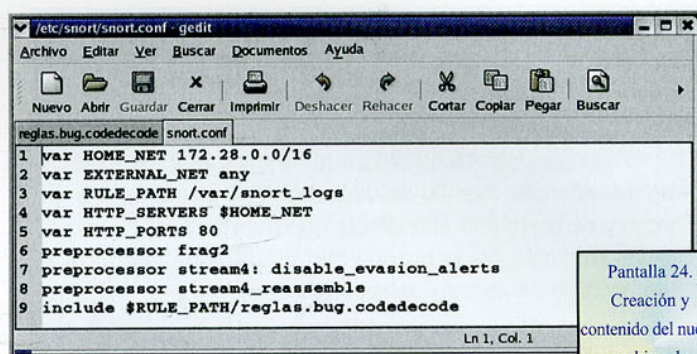 /etc/snort/snort.conf - gedit
Archivo Editar Ver Buscar Documentos Ayuda
Nuevo Abrir Guardar Cerrar Imprimir Deshacer Rehacer Cortar Copiar Pegar Buscar
reglas.bug.codedecode snort.conf
1 var HOME_NET 172.28.0.0/16
2 var EXTERNAL_NET any
3 var RULE_PATH /var/snort_logs
4 var HTTP_SERVERS $HOME_NET
5 var HTTP_PORTS 80
6 preprocessor frag2
7 preprocessor stream4: disable_evasion_alerts
8 preprocessor stream4_reassemble
9 include $RULE_PATH/reglas.bug.codedecode
Ln 1, Col. 1
Pantalla 24.
Creación y
contenido del